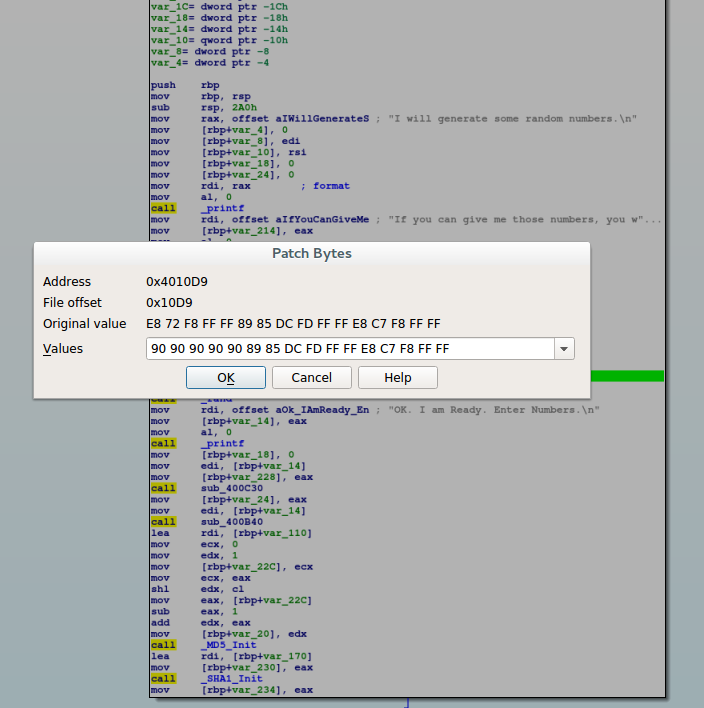 var_1C= dword ptr -1Ch
var_18= dword ptr -18h
var_14= dword ptr -14h
var_10= qword ptr -10h
var_8= dword ptr -8
var_4= dword ptr -4
push rbp
mov rbp, rsp
sub rsp, 2A0h
mov rax, offset aIWillGenerateS ; "I will generate some random numbers.\n"
mov [rbp+var_4], 0
mov [rbp+var_8], edi
mov [rbp+var_10], rsi
mov [rbp+var_18], 0
mov [rbp+var_24], 0
mov rdi, rax ; format
mov al, 0
call _printf
mov rdi, offset aIfYouCanGiveMe ; "If you can give me those numbers, you w"...
mov [rbp+var_214], eax
Patch Bytes
Address 0x4010D9
File offset 0x10D9
Original value E8 72 F8 FF FF 89 85 DC FD FF FF E8 C7 F8 FF FF
Values 90 90 90 90 90 89 85 DC FD FF FF E8 C7 F8 FF FF
OK Cancel Help
call _rand
mov rdi, offset aOk_IAmReady_En ; "OK. I am Ready. Enter Numbers.\n"
mov [rbp+var_14], eax
mov al, 0
call _printf
mov [rbp+var_18], 0
mov edi, [rbp+var_14]
mov [rbp+var_228], eax
call sub_400C30
mov [rbp+var_24], eax
mov edi, [rbp+var_14]
call sub_400B40
lea rdi, [rbp+var_110]
mov ecx, 0
mov edx, 1
mov [rbp+var_22C], ecx
mov ecx, eax
shl edx, cl
mov eax, [rbp+var_22C]
sub eax, 1
add edx, eax
mov [rbp+var_20], edx
call _MD5_Init
lea rdi, [rbp+var_170]
mov [rbp+var_230], eax
call _SHA1_Init
mov [rbp+var_234], eax